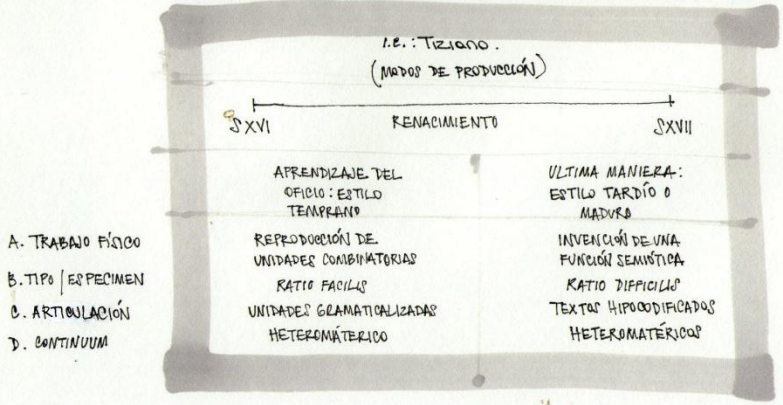 I.E.: TIZIANO.
(MODOS DE PRODUCCIÓN)
SXVI RENACIMIENTO SXVII
APRENDIZAJE DEL
OFICIO: ESTILO
TEMPRANO
ULTIMA MANIERA:
ESTILO TARDÍO O
MADURO
A. TRABAJO FÍSICO
REPRODUCCIÓN DE
UNIDADES COMBINATORIAS
INVENCIÓN DE UNA
FUNCIÓN SEMIÓTICA
B. TIPO / ESPECIMEN RATIO FACILIS RATIO DIFFICILIS
C. ARTICULACIÓN UNIDADES GRAMATICALIZADAS TEXTOS HIPOCODIFICADOS
D. CONTINUUM HETEROMÁTERICO HETEROMATÉRICOS